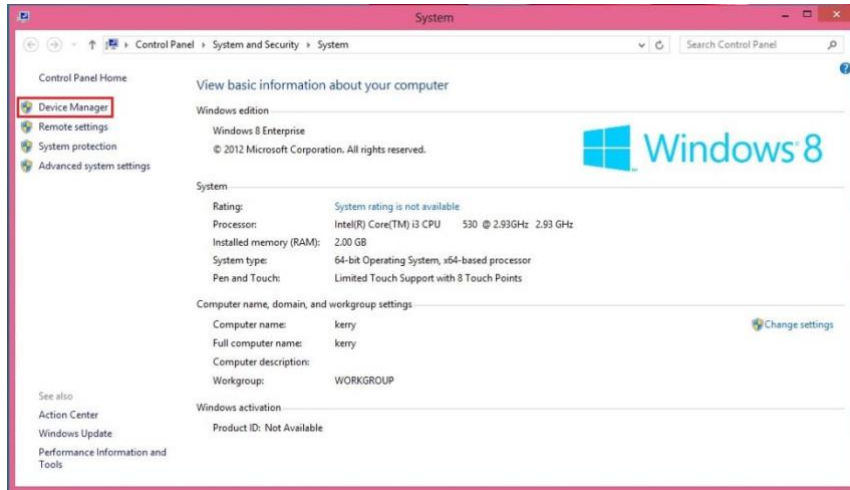 System
Control Panel ▸ System and Security ▸ System
Search Control Panel
Control Panel Home
Device Manager
Remote settings
System protection
Advanced system settings
See also
Action Center
Windows Update
Performance Information and
Tools
View basic information about your computer
Windows edition
Windows 8 Enterprise
© 2012 Microsoft Corporation. All rights reserved.
Windows 8
System
Rating: System rating is not available
Processor: Intel(R) Core(TM) i3 CPU 530 @ 2.93GHz 2.93 GHz
Installed memory (RAM): 2.00 GB
System type: 64-bit Operating System, x64-based processor
Pen and Touch: Limited Touch Support with 8 Touch Points
Computer name, domain, and workgroup settings
Computer name: kerry
Change settings
Full computer name: kerry
Computer description:
Workgroup: WORKGROUP
Windows activation
Product ID: Not Available